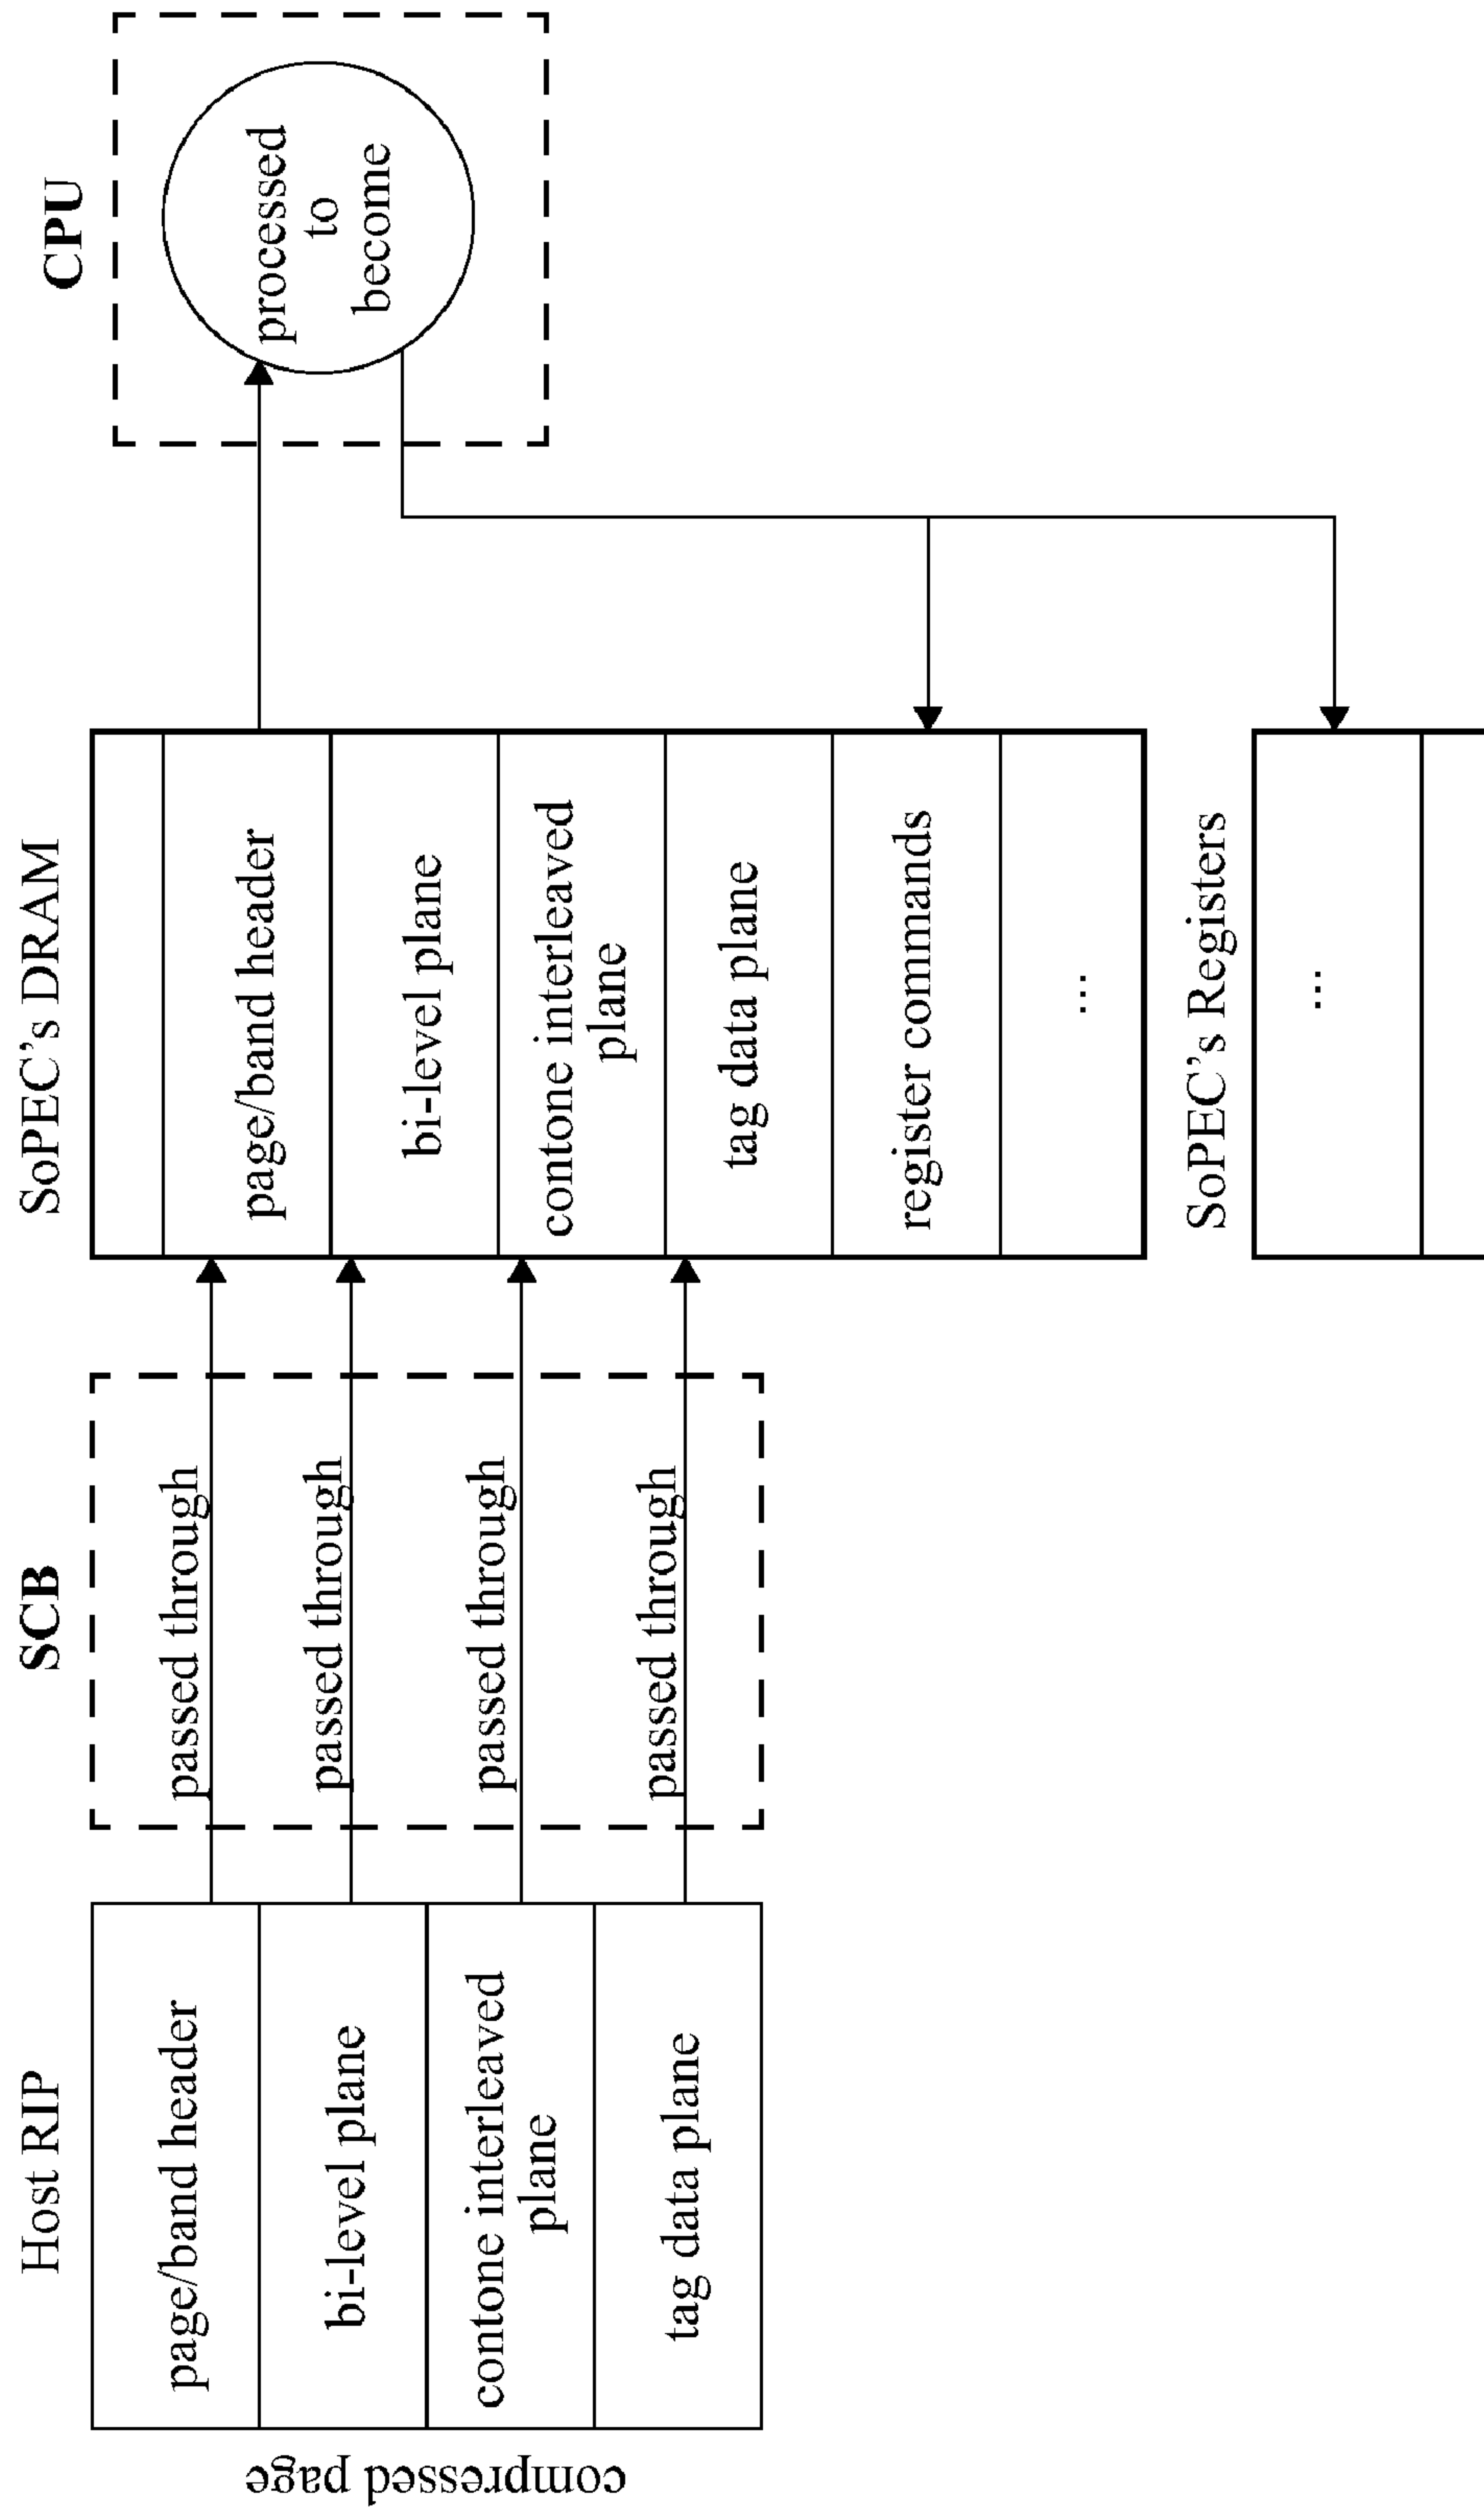 Host RIP
SCB
SoPEC's DRAM
CPU
compressed page
page/band header
bi-level plane
contone interleaved
plane
tag data plane
passed through
passed through
passed through
passed through
page/band header
bi-level plane
contone interleaved
plane
tag data plane
register commands
...
processed
to
become
SoPEC's Registers
...